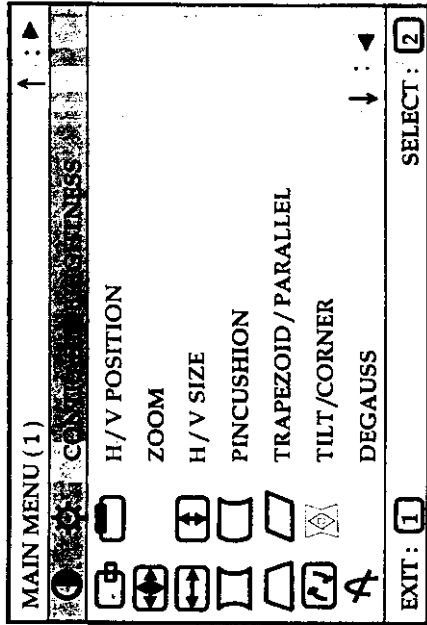 MAIN MENU ( 1 ) ↑ : ▶
CONTRAST / BRIGHTNESS
H / V POSITION
ZOOM
H / V SIZE
PINCUSHION
TRAPEZOID / PARALLEL
TILT /CORNER
DEGAUSS ↓ : ◀
EXIT : 1 SELECT : 2